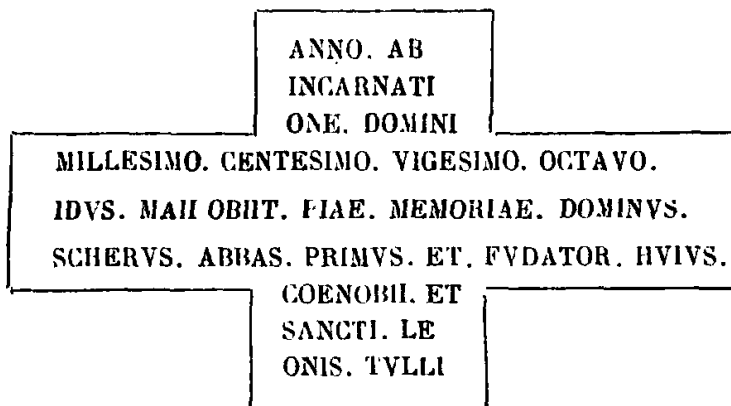 ANNO. AB
INCARNATI
ONE. DOMINI
MILLESIMO. CENTESIMO. VIGESIMO. OCTAVO.
IDVS. MAII OBIIT. PIAE. MEMORIAE. DOMINVS.
SCHERVS. ABBAS. PRIMVS. ET. FVDATOR. HVIVS.
COENOBII. ET
SANCTI. LE
ONIS. TVLLI